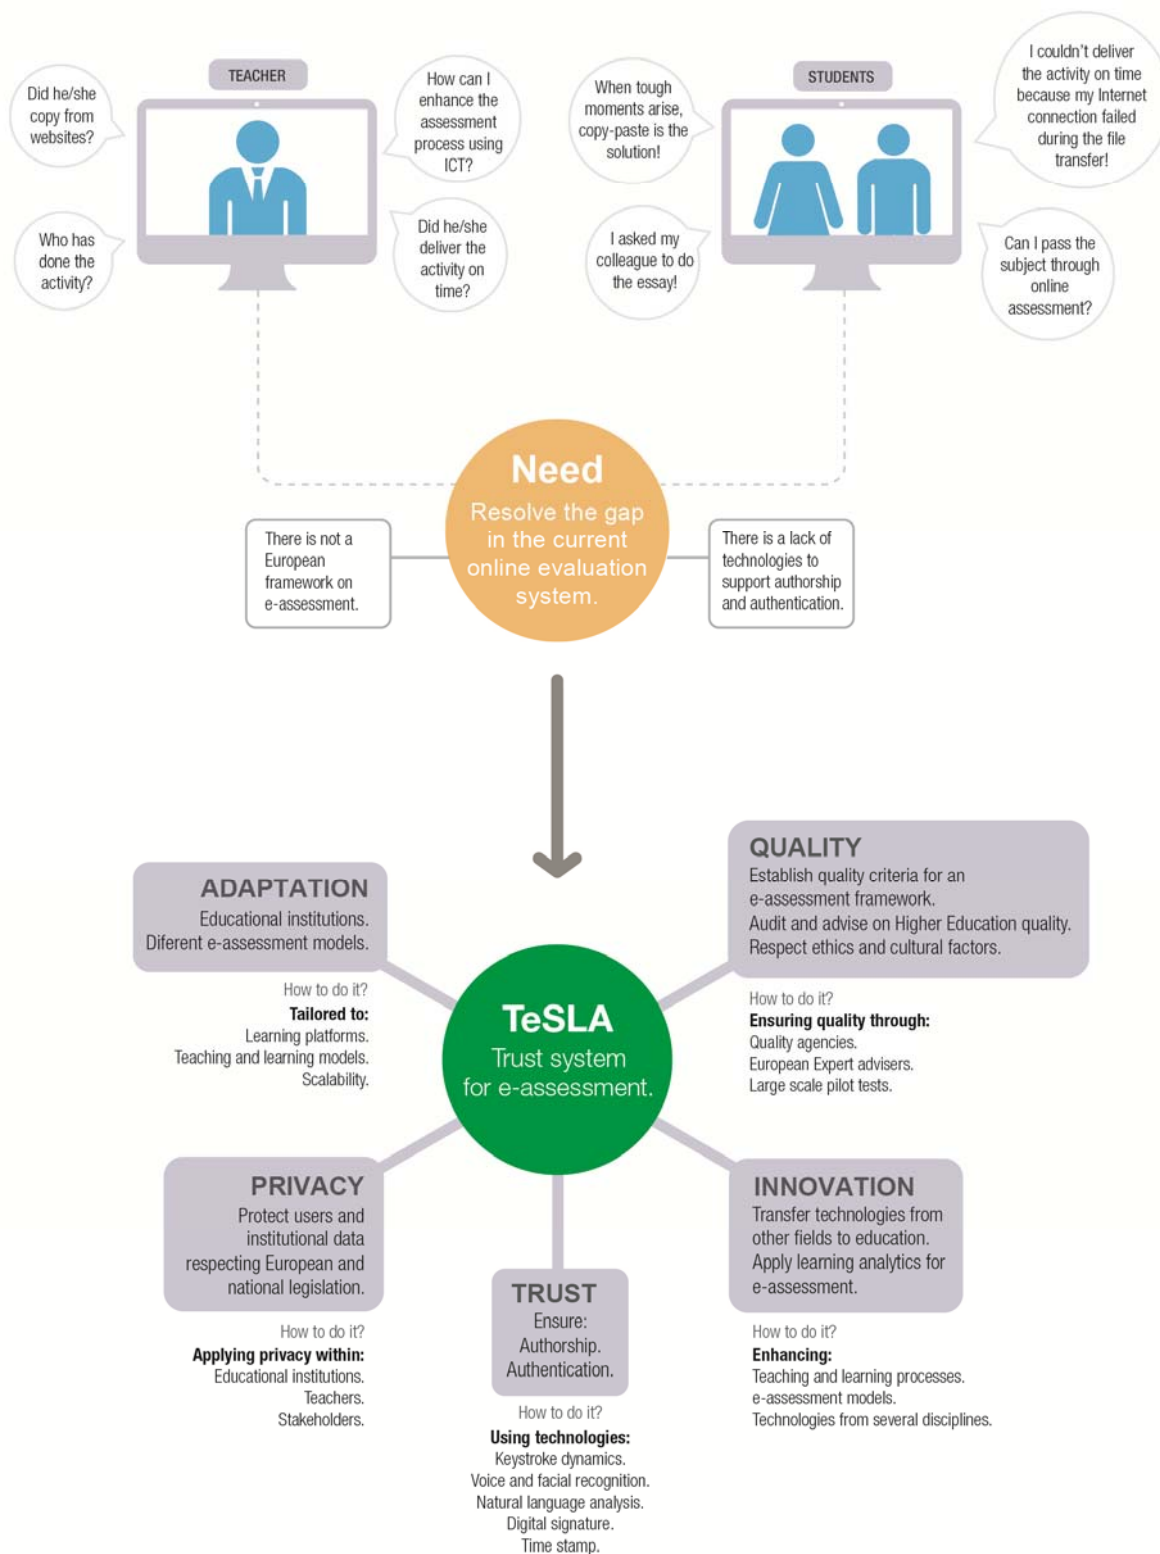 TEACHER
Did he/she
copy from
websites?
How can I
enhance the
assessment
process using
ICT?
Who has
done the
activity?
Did he/she
deliver the
activity on
time?
STUDENTS
When tough
moments arise,
copy-paste is the
solution!
I couldn't deliver
the activity on time
because my Internet
connection failed
during the file
transfer!
I asked my
colleague to do
the essay!
Can I pass the
subject through
online
assessment?
Need
Resolve the gap
in the current
online evaluation
system.
There is not a
European
framework on
e-assessment.
There is a lack of
technologies to
support authorship
and authentication.
ADAPTATION
Educational institutions.
Diferent e-assessment models.
How to do it?
Tailored to:
Learning platforms.
Teaching and learning models.
Scalability.
QUALITY
Establish quality criteria for an
e-assessment framework.
Audit and advise on Higher Education quality.
Respect ethics and cultural factors.
How to do it?
Ensuring quality through:
Quality agencies.
European Expert advisers.
Large scale pilot tests.
TeSLA
Trust system
for e-assessment.
PRIVACY
Protect users and
institutional data
respecting European and
national legislation.
How to do it?
Applying privacy within:
Educational institutions.
Teachers.
Stakeholders.
TRUST
Ensure:
Authorship.
Authentication.
How to do it?
Using technologies:
Keystroke dynamics.
Voice and facial recognition.
Natural language analysis.
Digital signature.
Time stamp.
INNOVATION
Transfer technologies from
other fields to education.
Apply learning analytics for
e-assessment.
How to do it?
Enhancing:
Teaching and learning processes.
e-assessment models.
Technologies from several disciplines.